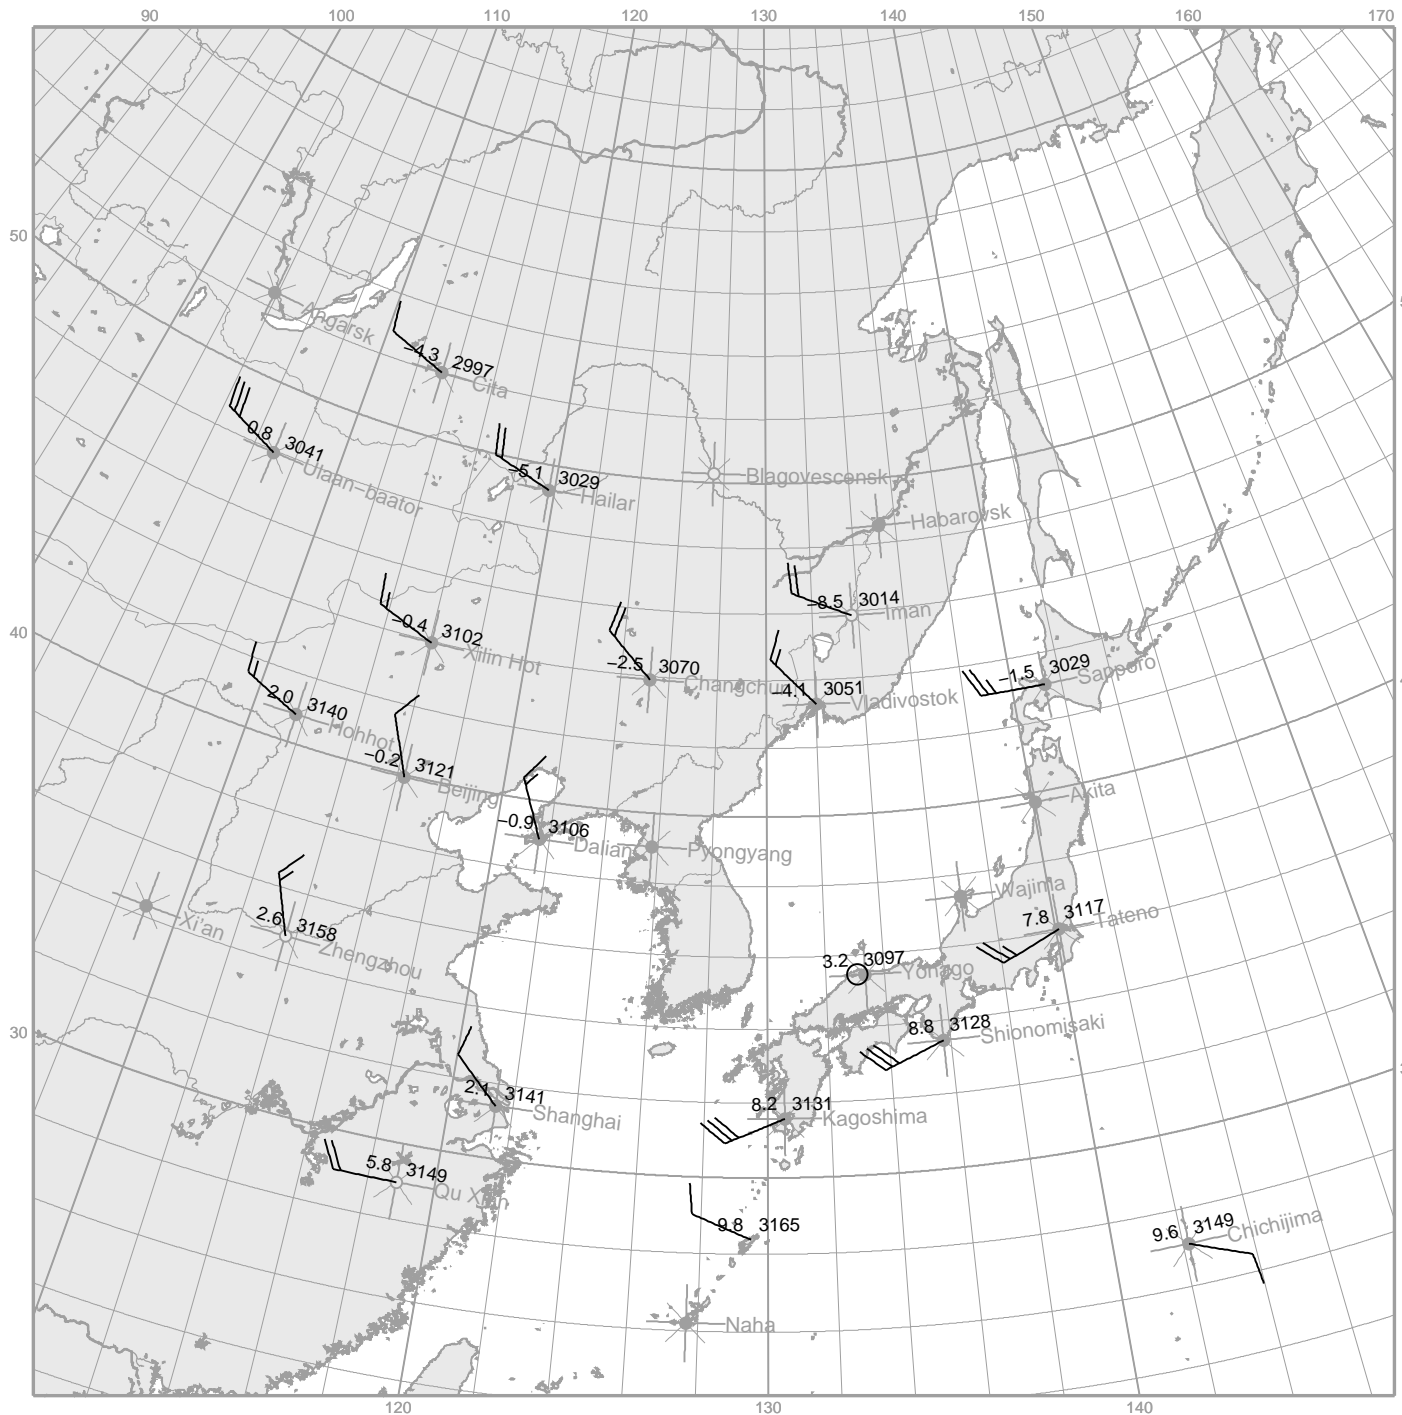 90 100 110 120 130 140 150 160 170
50
Angarsk
−4.3 2997
Cita
0.8 3041
Ulaan−baator
−5.1 3029
Hailar
Blagovescensk
Habarovsk
−8.5 3014
Iman
40
−0.4 3102
Xilin Hot
−2.5 3070
Changchun
−4.1 3051
Vladivostok
−1.5 3029
Sapporo
2.0 3140
Hohhot
−0.2 3121
Beijing
Akita
−0.9 3106
Dalian
Pyongyang
Wajima
Xi'an
2.6 3158
Zhengzhou
7.8 3117
Tateno
3.2 3097
Yonago
30
8.8 3128
Shionomisaki
2.1 3141
Shanghai
8.2 3131
Kagoshima
5.8 3149
Qu Xian
9.8 3165
9.6 3149
Chichijima
Naha
120 130 140